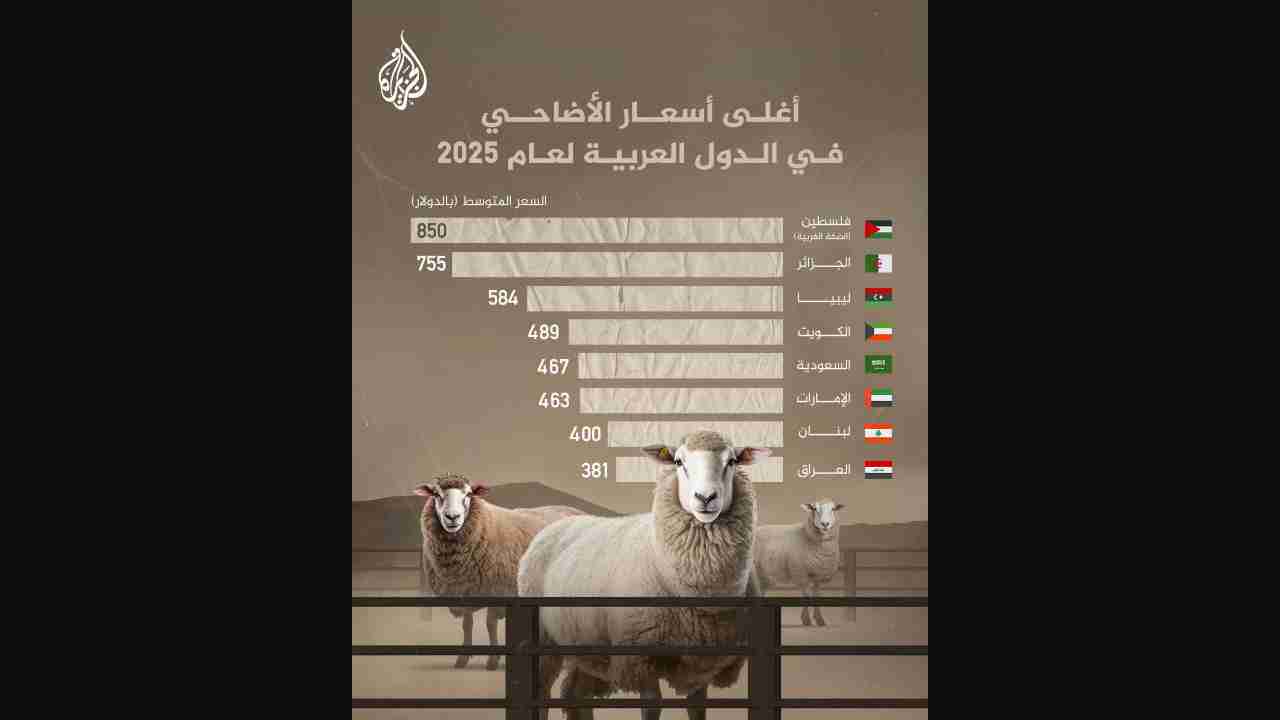 الجزيرة
أغلى أسعار الأضاحي
في الدول العربية لعام 2025
السعر المتوسط (بالدولار)
فلسطين
(الضفة الغربية)
850
الجزائر 755
ليبيا 584
الكويت 489
السعودية 467
الإمارات 463
لبنان 400
العراق 381